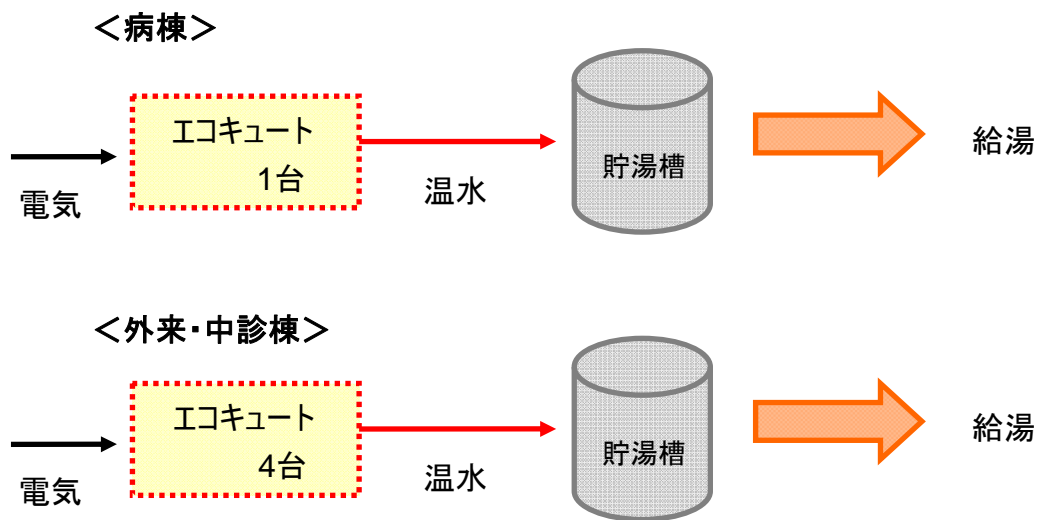 ＜病棟＞
エコキュート
1台
電気
温水
貯湯槽
給湯
＜外来・中診棟＞
エコキュート
4台
電気
温水
貯湯槽
給湯